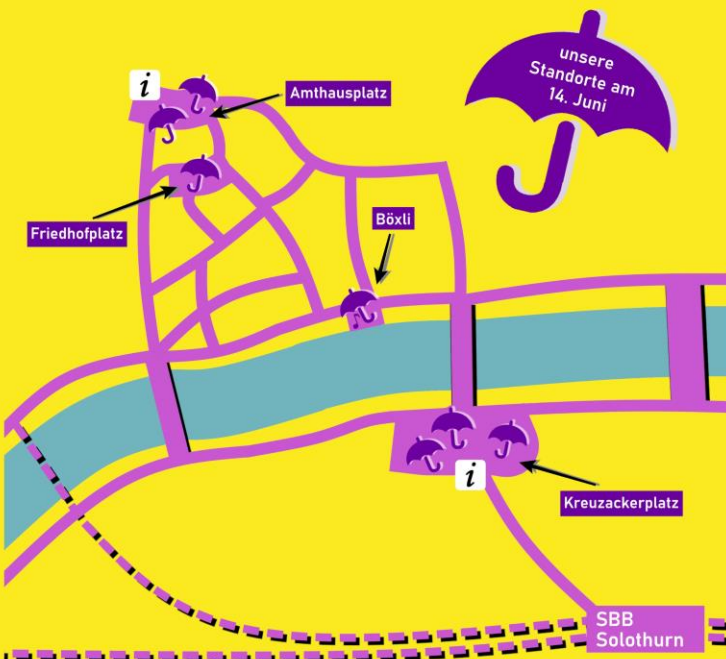 unsere
Standorte am
14. Juni
i
Amthausplatz
Friedhofplatz
Böxli
i
Kreuzackerplatz
SBB
Solothurn